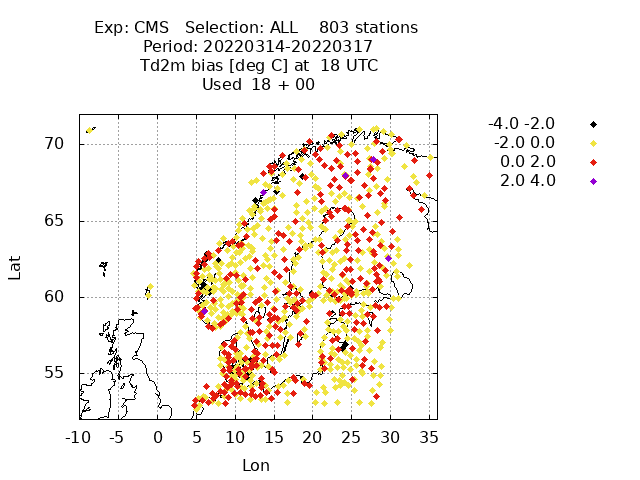 Exp: CMS   Selection: ALL    803 stations
Period: 20220314-20220317
Td2m bias [deg C] at  18 UTC
Used  18 + 00
-4.0 -2.0
-2.0 0.0
0.0 2.0
2.0 4.0
70
65
60
55
Lat
-10 -5 0 5 10 15 20 25 30 35
Lon